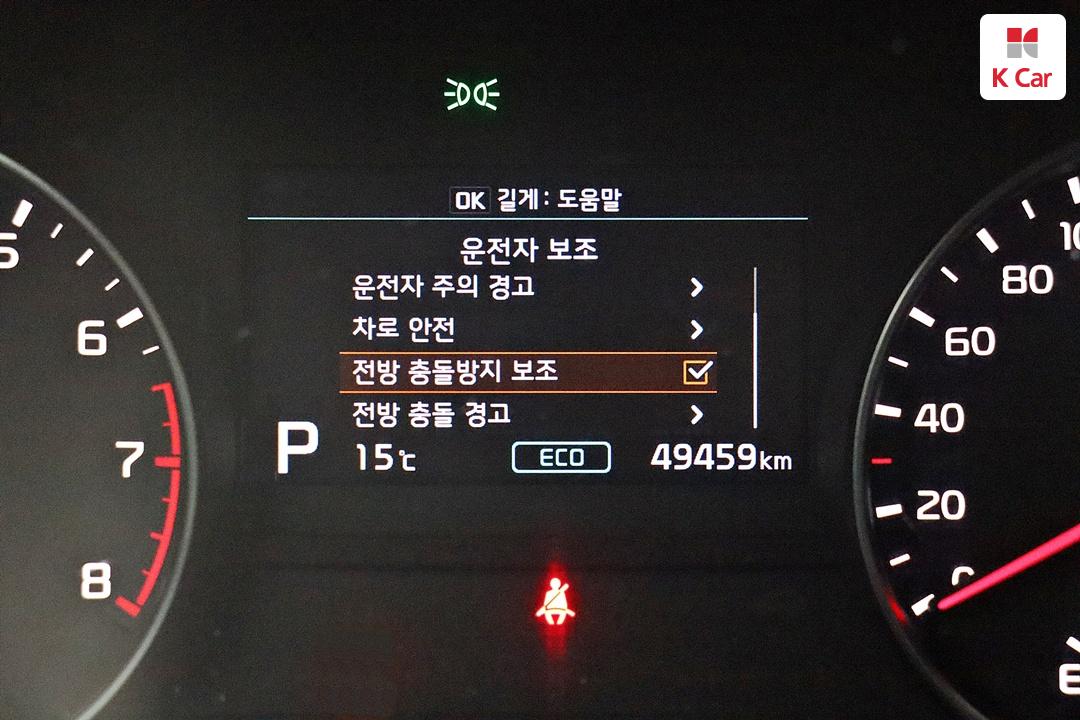 K Car
OK 길게: 도움말
운전자 보조
운전자 주의 경고
차로 안전
전방 충돌방지 보조
전방 충돌 경고
P
15℃ ECO 49459km
5
6
7
8
80
60
40
20
0
E